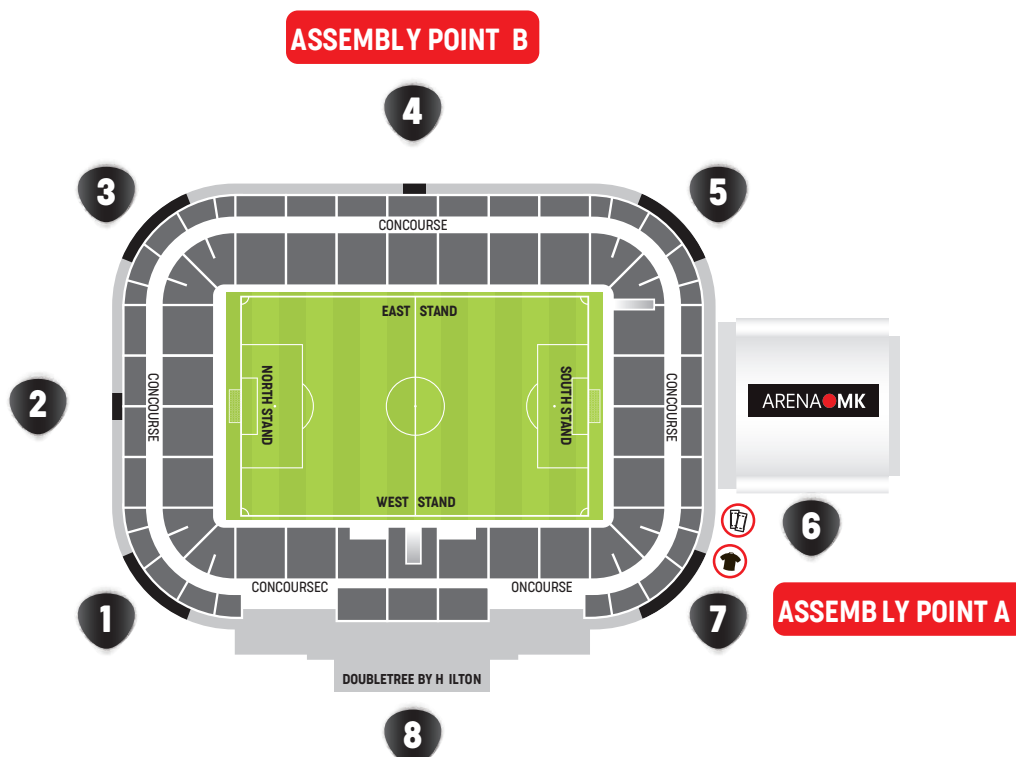 ASSEMBLY POINT B
4
3
5
CONCOURSE
EAST STAND
NORTH STAND
SOUTH STAND
CONCOURSE
CONCOURSE
2
ARENA MK
WEST STAND
6
CONCOURSEC
ONCOURSE
1
7
ASSEMB LY POINT A
DOUBLETREE BY H ILTON
8